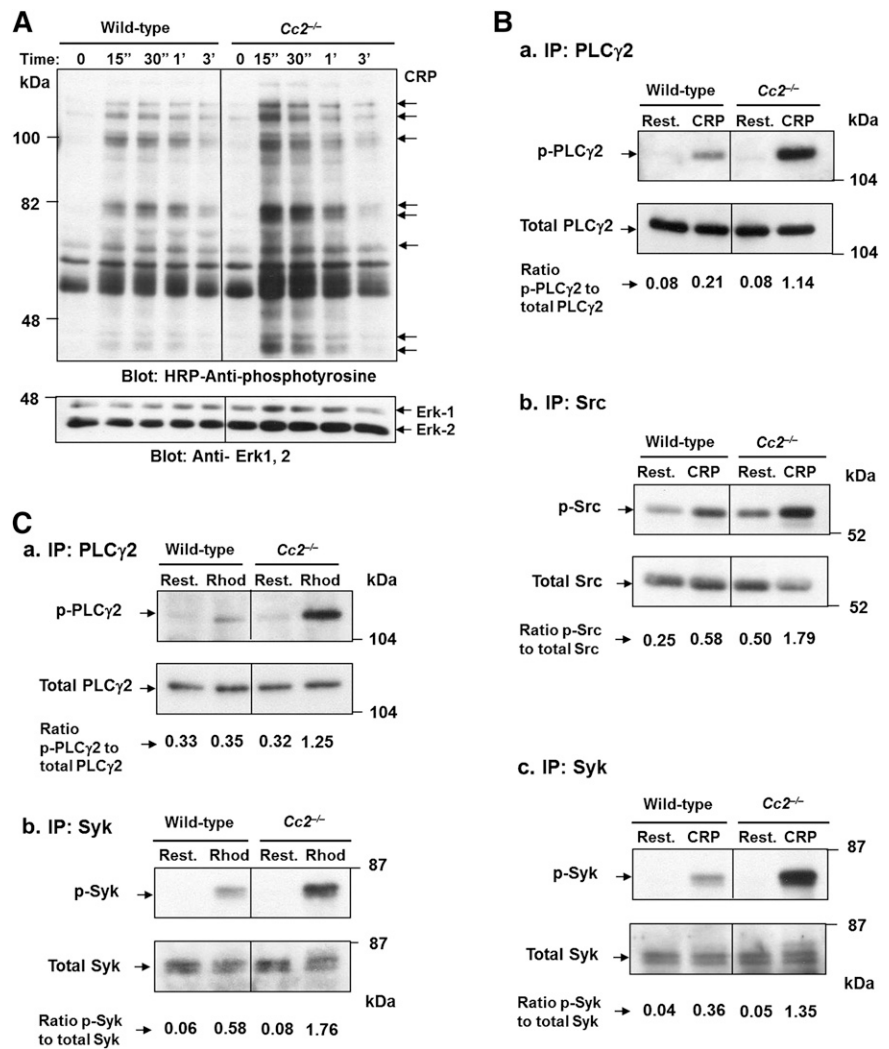 A
Wild-type Cc2–/–
Time: 0 15” 30” 1’ 3’ 0 15” 30” 1’ 3’
kDa
CRP
100
82
48
Blot: HRP-Anti-phosphotyrosine
48
Erk-1
Erk-2
Blot: Anti- Erk1, 2
B
a. IP: PLCγ2
Wild-type Cc2–/–
Rest. CRP Rest. CRP kDa
p-PLCγ2
104
Total PLCγ2
104
Ratio
p-PLCγ2 to
total PLCγ2
0.08 0.21 0.08 1.14
b. IP: Src
Wild-type Cc2–/–
Rest. CRP Rest. CRP kDa
p-Src
52
Total Src
52
Ratio p-Src
to total Src
0.25 0.58 0.50 1.79
c. IP: Syk
Wild-type Cc2–/–
Rest. CRP Rest. CRP kDa
87
p-Syk
87
Total Syk
kDa
Ratio p-Syk
to total Syk
0.04 0.36 0.05 1.35
C
a. IP: PLCγ2
Wild-type Cc2–/–
Rest. Rhod Rest. Rhod kDa
p-PLCγ2
104
Total PLCγ2
104
Ratio
p-PLCγ2 to
total PLCγ2
0.33 0.35 0.32 1.25
b. IP: Syk
Wild-type Cc2–/–
Rest. Rhod Rest. Rhod
87
p-Syk
87
Total Syk
kDa
Ratio p-Syk
to total Syk
0.06 0.58 0.08 1.76